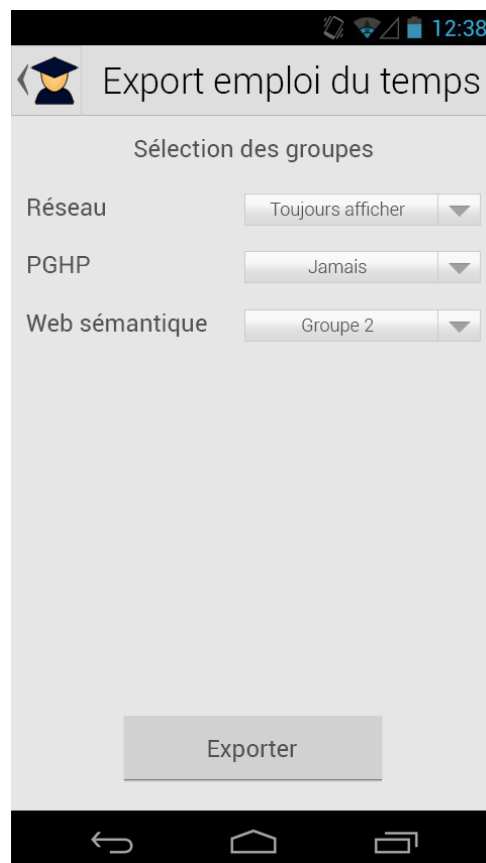 12:38
Export emploi du temps
Sélection des groupes
Réseau Toujours afficher
PGHP Jamais
Web sémantique Groupe 2
Exporter